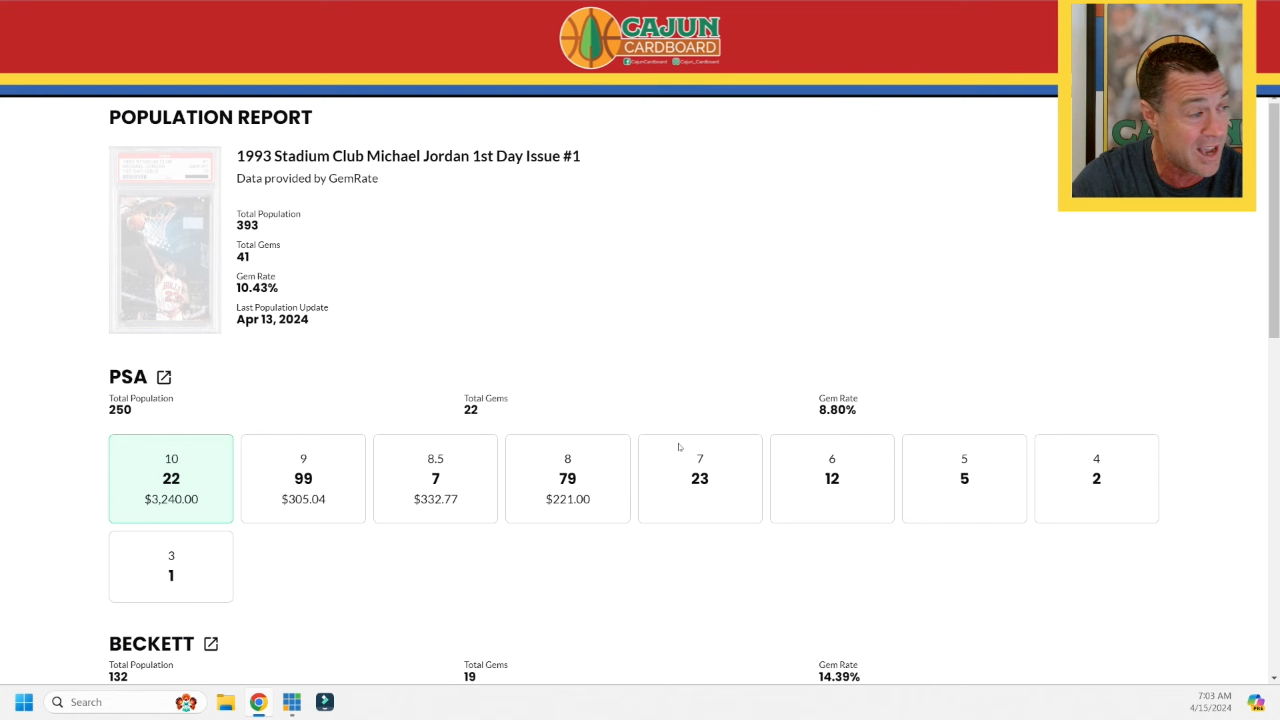 CAJUN
CARDBOARD
CajunCardboard Cajun_Cardboard
POPULATION REPORT
1993 Stadium Club Michael Jordan 1st Day Issue #1
Data provided by GemRate
Total Population
393
Total Gems
41
Gem Rate
10.43%
Last Population Update
Apr 13, 2024
PSA
Total Population
250
Total Gems
22
Gem Rate
8.80%
10
22
$3,240.00
9
99
$305.04
8.5
7
$332.77
8
79
$221.00
7
23
6
12
5
5
4
2
3
1
BECKETT
Total Population
132
Total Gems
19
Gem Rate
14.39%
Search
7:03 AM
4/15/2024